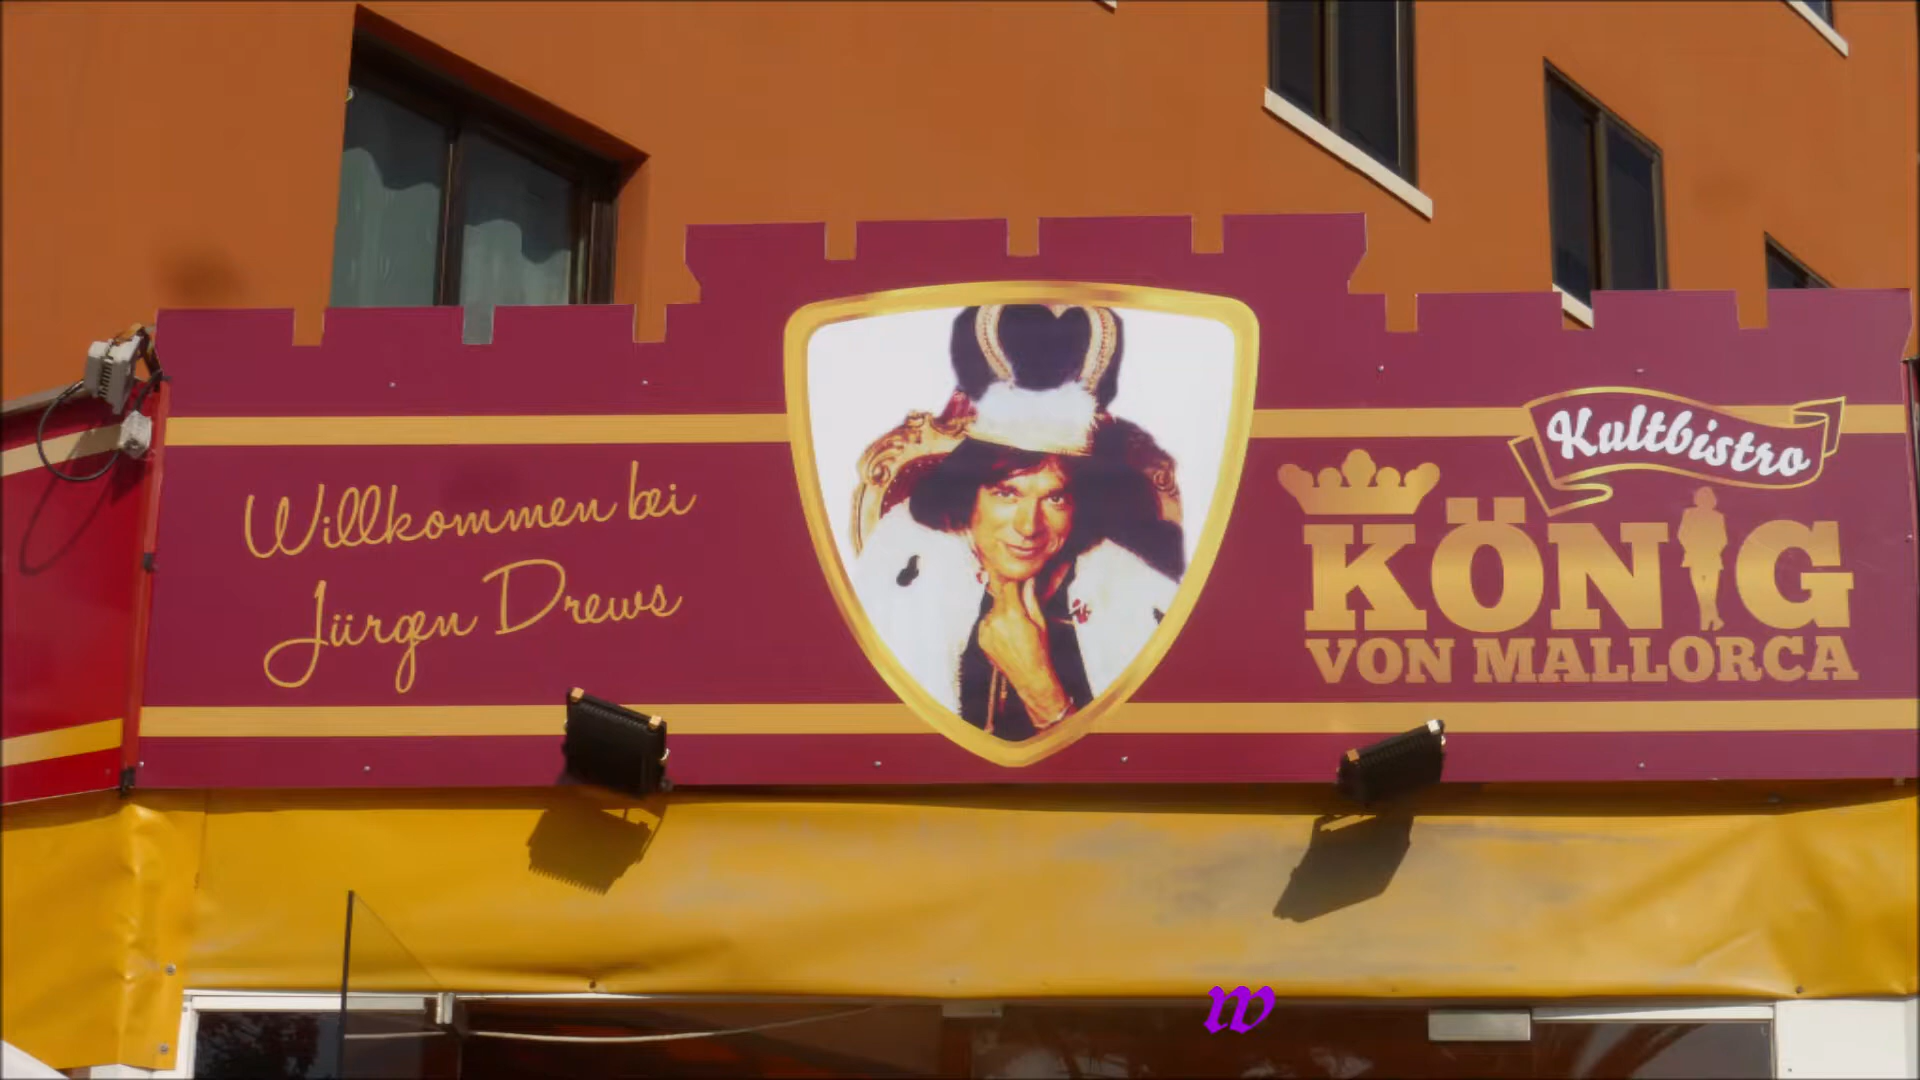 Willkommen bei
Jürgen Drews
Kultbistro
KÖNIG
VON MALLORCA
w